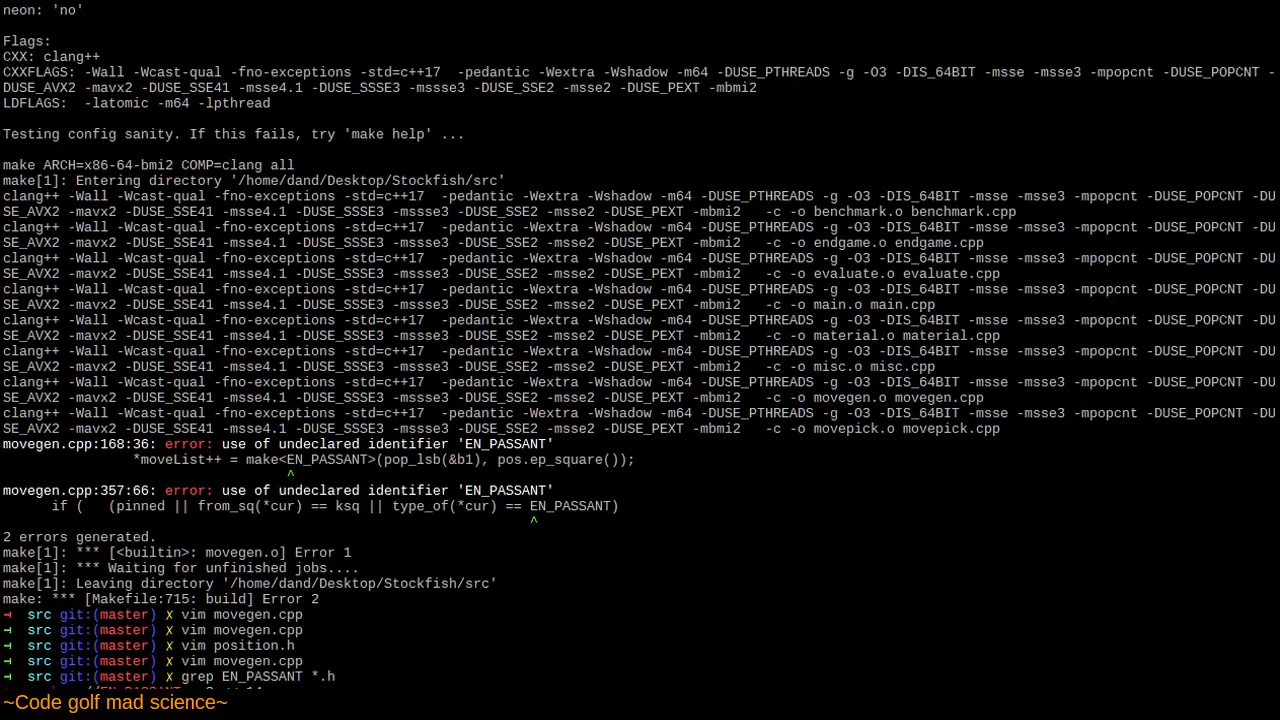 neon: 'no'
Flags:
CXX: clang++
CXXFLAGS: -Wall -Wcast-qual -fno-exceptions -std=c++17  -pedantic -Wextra -Wshadow -m64 -DUSE_PTHREADS -g -O3 -DIS_64BIT -msse -msse3 -mpopcnt -DUSE_POPCNT -
DUSE_AVX2 -mavx2 -DUSE_SSE41 -msse4.1 -DUSE_SSSE3 -mssse3 -DUSE_SSE2 -msse2 -DUSE_PEXT -mbmi2
LDFLAGS:  -latomic -m64 -lpthread
Testing config sanity. If this fails, try 'make help' ...
make ARCH=x86-64-bmi2 COMP=clang all
make[1]: Entering directory '/home/dand/Desktop/Stockfish/src'
clang++ -Wall -Wcast-qual -fno-exceptions -std=c++17  -pedantic -Wextra -Wshadow -m64 -DUSE_PTHREADS -g -O3 -DIS_64BIT -msse -msse3 -mpopcnt -DUSE_POPCNT -DU
SE_AVX2 -mavx2 -DUSE_SSE41 -msse4.1 -DUSE_SSSE3 -mssse3 -DUSE_SSE2 -msse2 -DUSE_PEXT -mbmi2   -c -o benchmark.o benchmark.cpp
clang++ -Wall -Wcast-qual -fno-exceptions -std=c++17  -pedantic -Wextra -Wshadow -m64 -DUSE_PTHREADS -g -O3 -DIS_64BIT -msse -msse3 -mpopcnt -DUSE_POPCNT -DU
SE_AVX2 -mavx2 -DUSE_SSE41 -msse4.1 -DUSE_SSSE3 -mssse3 -DUSE_SSE2 -msse2 -DUSE_PEXT -mbmi2   -c -o endgame.o endgame.cpp
clang++ -Wall -Wcast-qual -fno-exceptions -std=c++17  -pedantic -Wextra -Wshadow -m64 -DUSE_PTHREADS -g -O3 -DIS_64BIT -msse -msse3 -mpopcnt -DUSE_POPCNT -DU
SE_AVX2 -mavx2 -DUSE_SSE41 -msse4.1 -DUSE_SSSE3 -mssse3 -DUSE_SSE2 -msse2 -DUSE_PEXT -mbmi2   -c -o evaluate.o evaluate.cpp
clang++ -Wall -Wcast-qual -fno-exceptions -std=c++17  -pedantic -Wextra -Wshadow -m64 -DUSE_PTHREADS -g -O3 -DIS_64BIT -msse -msse3 -mpopcnt -DUSE_POPCNT -DU
SE_AVX2 -mavx2 -DUSE_SSE41 -msse4.1 -DUSE_SSSE3 -mssse3 -DUSE_SSE2 -msse2 -DUSE_PEXT -mbmi2   -c -o main.o main.cpp
clang++ -Wall -Wcast-qual -fno-exceptions -std=c++17  -pedantic -Wextra -Wshadow -m64 -DUSE_PTHREADS -g -O3 -DIS_64BIT -msse -msse3 -mpopcnt -DUSE_POPCNT -DU
SE_AVX2 -mavx2 -DUSE_SSE41 -msse4.1 -DUSE_SSSE3 -mssse3 -DUSE_SSE2 -msse2 -DUSE_PEXT -mbmi2   -c -o material.o material.cpp
clang++ -Wall -Wcast-qual -fno-exceptions -std=c++17  -pedantic -Wextra -Wshadow -m64 -DUSE_PTHREADS -g -O3 -DIS_64BIT -msse -msse3 -mpopcnt -DUSE_POPCNT -DU
SE_AVX2 -mavx2 -DUSE_SSE41 -msse4.1 -DUSE_SSSE3 -mssse3 -DUSE_SSE2 -msse2 -DUSE_PEXT -mbmi2   -c -o misc.o misc.cpp
clang++ -Wall -Wcast-qual -fno-exceptions -std=c++17  -pedantic -Wextra -Wshadow -m64 -DUSE_PTHREADS -g -O3 -DIS_64BIT -msse -msse3 -mpopcnt -DUSE_POPCNT -DU
SE_AVX2 -mavx2 -DUSE_SSE41 -msse4.1 -DUSE_SSSE3 -mssse3 -DUSE_SSE2 -msse2 -DUSE_PEXT -mbmi2   -c -o movegen.o movegen.cpp
clang++ -Wall -Wcast-qual -fno-exceptions -std=c++17  -pedantic -Wextra -Wshadow -m64 -DUSE_PTHREADS -g -O3 -DIS_64BIT -msse -msse3 -mpopcnt -DUSE_POPCNT -DU
SE_AVX2 -mavx2 -DUSE_SSE41 -msse4.1 -DUSE_SSSE3 -mssse3 -DUSE_SSE2 -msse2 -DUSE_PEXT -mbmi2   -c -o movepick.o movepick.cpp
movegen.cpp:168:36: error: use of undeclared identifier 'EN_PASSANT'
*moveList++ = make<EN_PASSANT>(pop_lsb(&b1), pos.ep_square());
^
movegen.cpp:357:66: error: use of undeclared identifier 'EN_PASSANT'
if (   (pinned || from_sq(*cur) == ksq || type_of(*cur) == EN_PASSANT)
^
2 errors generated.
make[1]: *** [<builtin>: movegen.o] Error 1
make[1]: *** Waiting for unfinished jobs....
make[1]: Leaving directory '/home/dand/Desktop/Stockfish/src'
make: *** [Makefile:715: build] Error 2
→  src git:(master) ✗ vim movegen.cpp
→  src git:(master) ✗ vim movegen.cpp
→  src git:(master) ✗ vim position.h
→  src git:(master) ✗ vim movegen.cpp
→  src git:(master) ✗ grep EN_PASSANT *.h
~Code golf mad science~